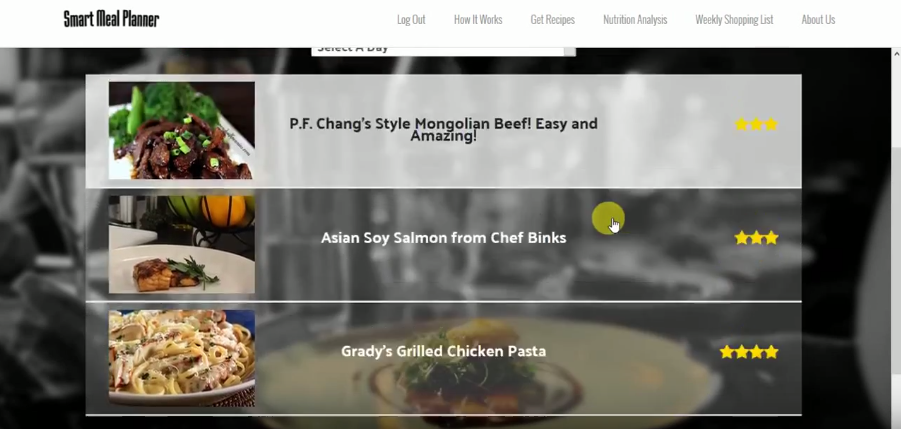 Smart Meal Planner
Log Out How It Works Get Recipes Nutrition Analysis Weekly Shopping List About Us
Select A Day
P.F. Chang's Style Mongolian Beef! Easy and
Amazing!
Asian Soy Salmon from Chef Binks
Grady's Grilled Chicken Pasta